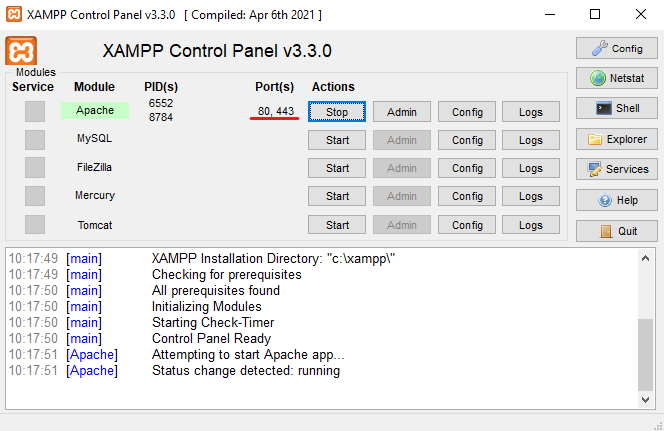 XAMPP Control Panel v3.3.0 [ Compiled: Apr 6th 2021 ]
XAMPP Control Panel v3.3.0
Config
Modules
Service Module PID(s) Port(s) Actions
Netstat
Apache 6552 8784 80, 443 Stop Admin Config Logs
Shell
MySQL Start Admin Config Logs
Explorer
FileZilla Start Admin Config Logs
Services
Mercury Start Admin Config Logs
Help
Tomcat Start Admin Config Logs
Quit
10:17:49 [main] XAMPP Installation Directory: "c:\xampp\"
10:17:49 [main] Checking for prerequisites
10:17:50 [main] All prerequisites found
10:17:50 [main] Initializing Modules
10:17:50 [main] Starting Check-Timer
10:17:50 [main] Control Panel Ready
10:17:51 [Apache] Attempting to start Apache app...
10:17:51 [Apache] Status change detected: running